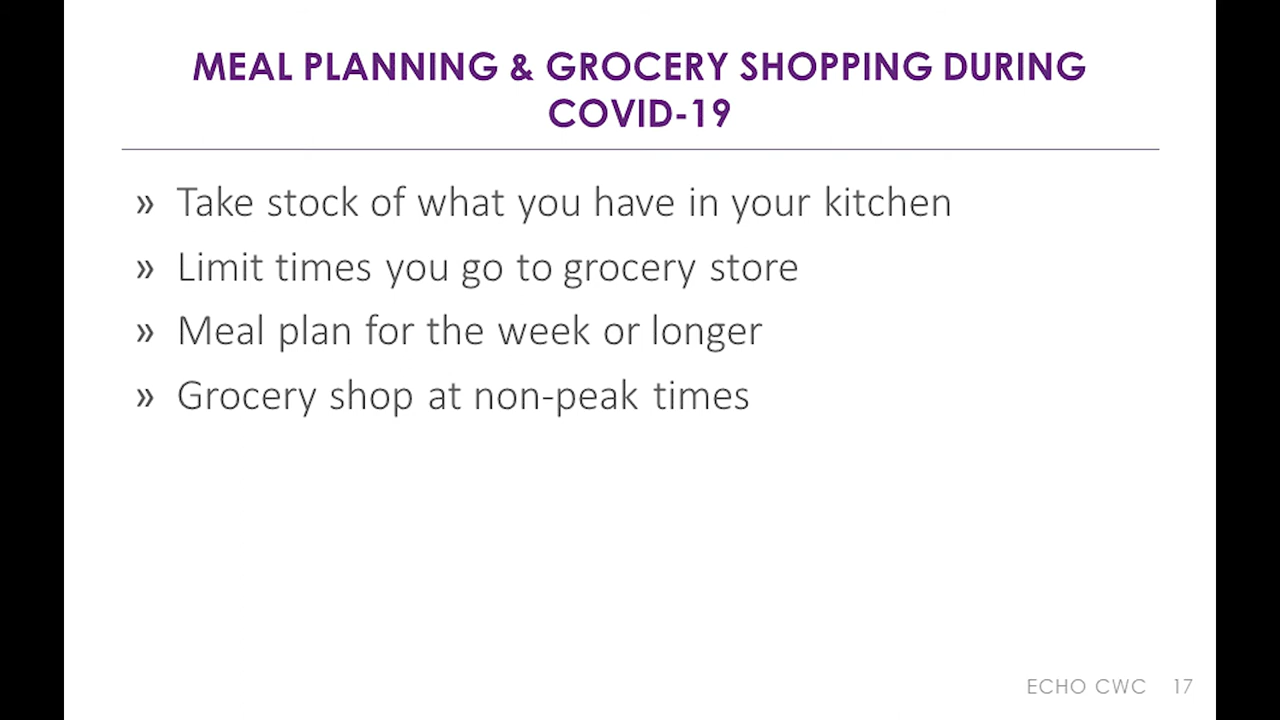 MEAL PLANNING & GROCERY SHOPPING DURING
COVID-19
» Take stock of what you have in your kitchen
» Limit times you go to grocery store
» Meal plan for the week or longer
» Grocery shop at non-peak times
ECHO CWC 17